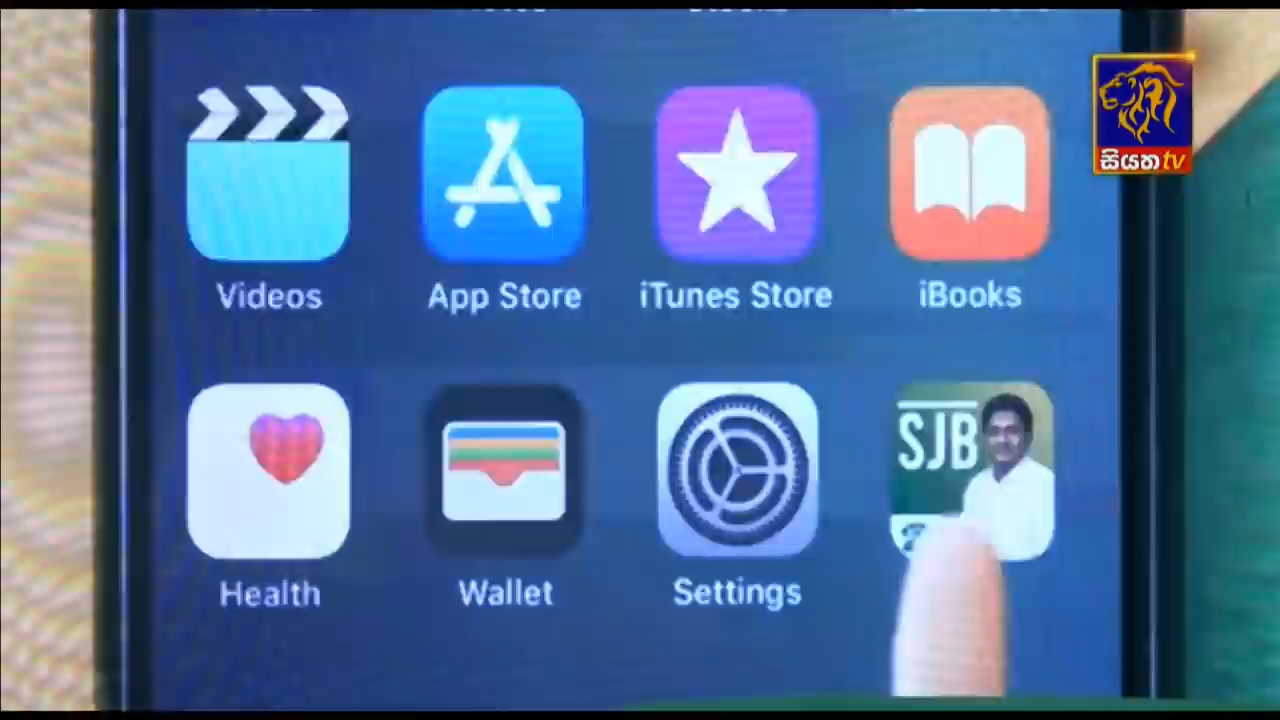 සියත tv
Videos
App Store
iTunes Store
iBooks
SJB
Health
Wallet
Settings